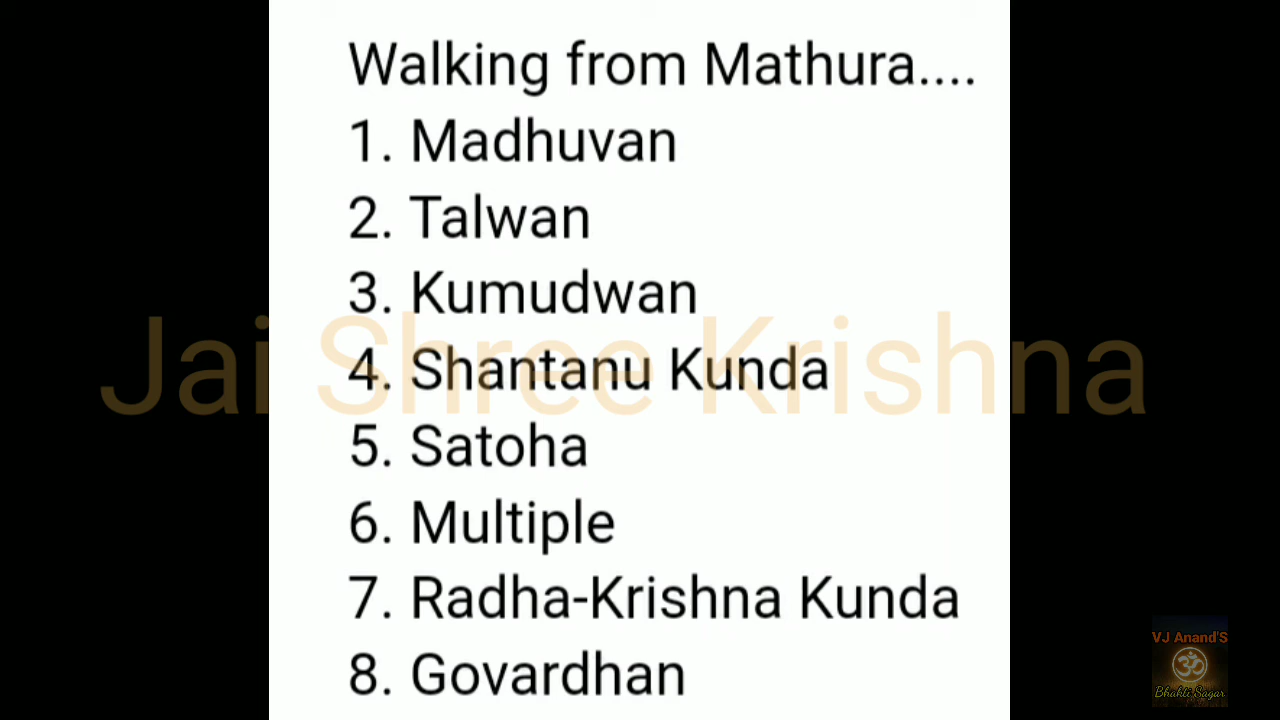 Walking from Mathura....
1. Madhuvan
2. Talwan
3. Kumudwan
Jai Shree Krishna
4. Shantanu Kunda
5. Satoha
6. Multiple
7. Radha-Krishna Kunda
8. Govardhan
VJ Anand'S
ॐ
Bhakti Sagar